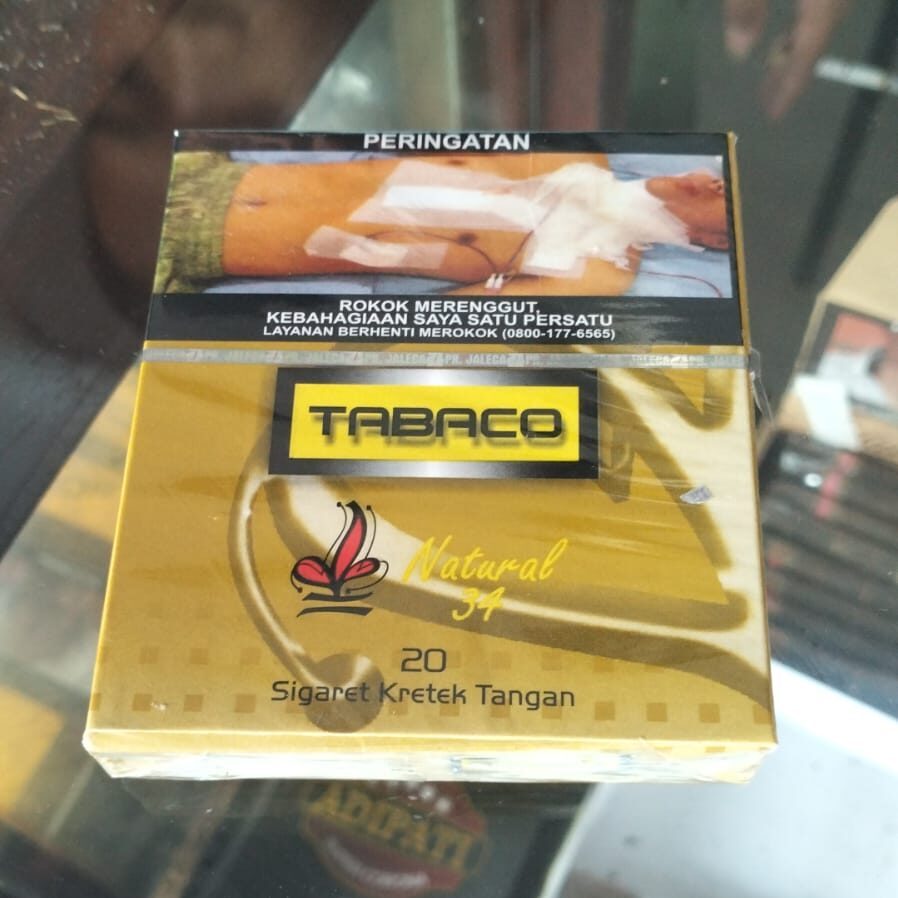 PERINGATAN
ROKOK MERENGGUT,
KEBAHAGIAAN SAYA SATU PERSATU
LAYANAN BERHENTI MEROKOK (0800-177-6565)
TABACO
Natural
34
20
Sigaret Kretek Tangan
ADIPATI